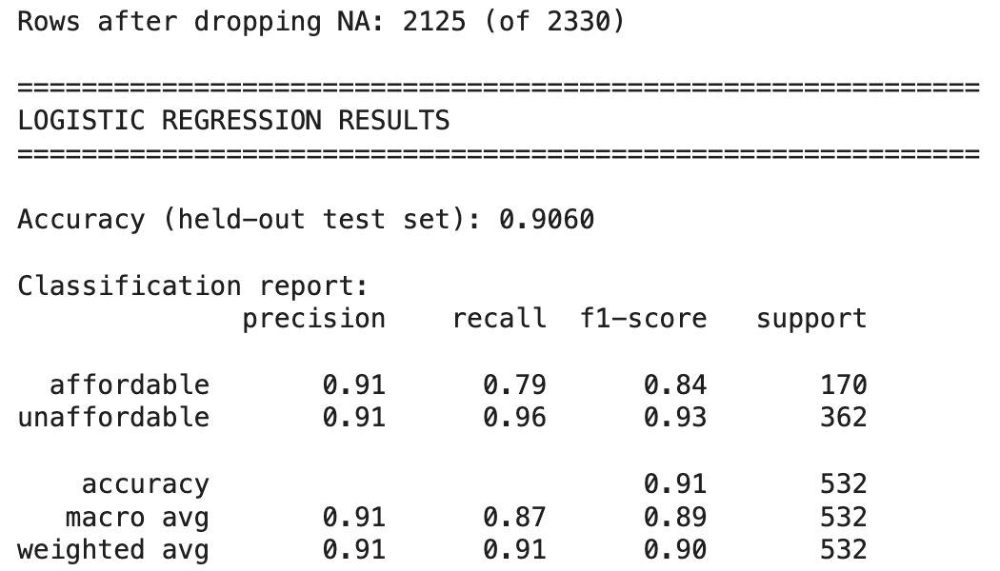 Rows after dropping NA: 2125 (of 2330)
============================================================
LOGISTIC REGRESSION RESULTS
============================================================
Accuracy (held-out test set): 0.9060
Classification report:
precision recall f1-score support
affordable 0.91 0.79 0.84 170
unaffordable 0.91 0.96 0.93 362
accuracy 0.91 532
macro avg 0.91 0.87 0.89 532
weighted avg 0.91 0.91 0.90 532